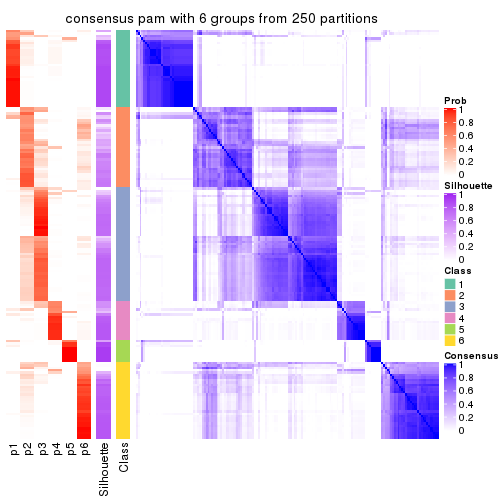 consensus pam with 6 groups from 250 partitions
Prob
1
0.8
0.6
0.4
0.2
0
Silhouette
1
0.8
0.6
0.4
0.2
0
Class
1
2
3
4
5
6
Consensus
1
0.8
0.6
0.4
0.2
0
p1
p2
p3
p4
p5
p6
Silhouette
Class